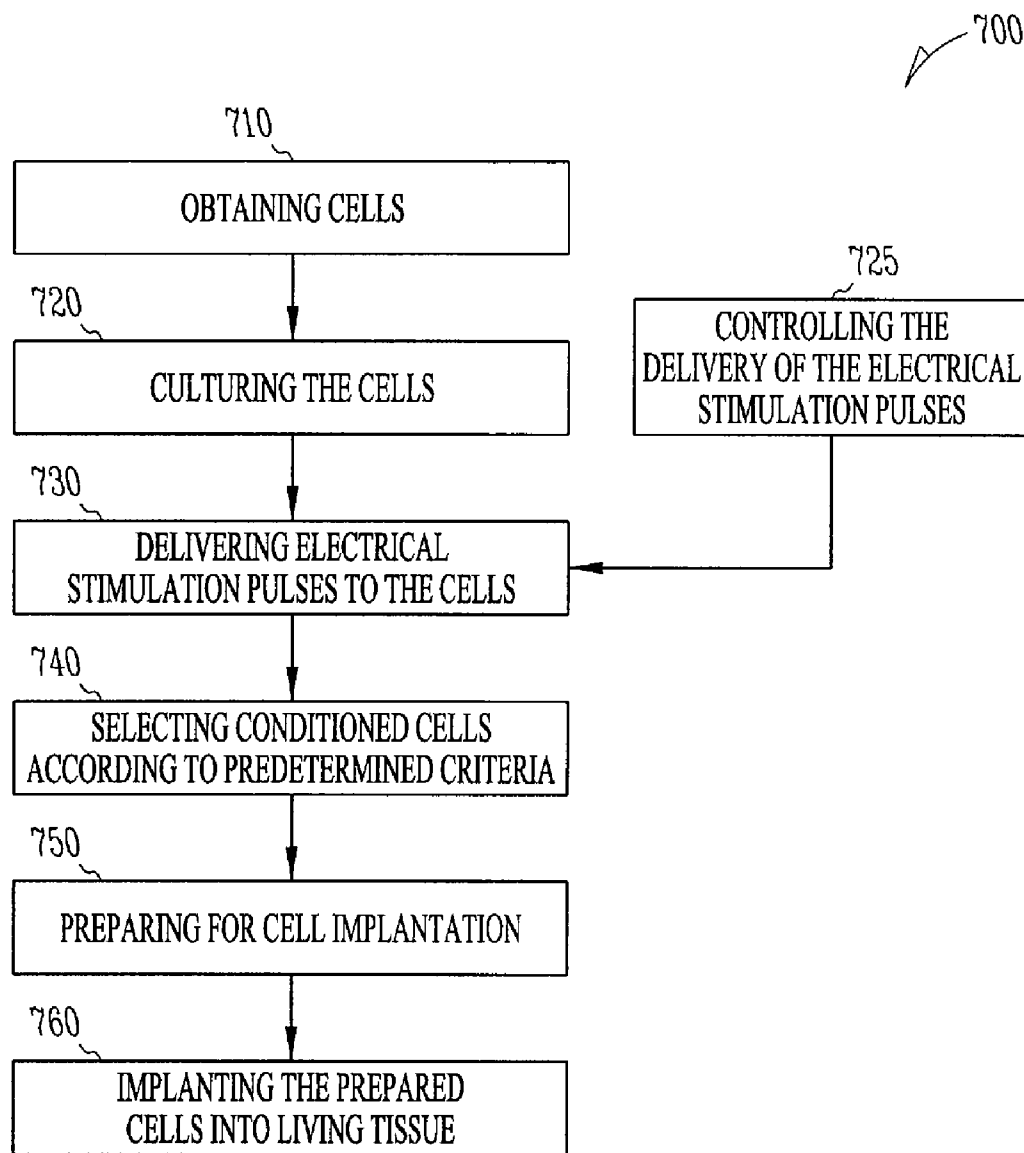 700
710
OBTAINING CELLS
720
CULTURING THE CELLS
725
CONTROLLING THE
DELIVERY OF THE ELECTRICAL
STIMULATION PULSES
730
DELIVERING ELECTRICAL
STIMULATION PULSES TO THE CELLS
740
SELECTING CONDITIONED CELLS
ACCORDING TO PREDETERMINED CRITERIA
750
PREPARING FOR CELL IMPLANTATION
760
IMPLANTING THE PREPARED
CELLS INTO LIVING TISSUE